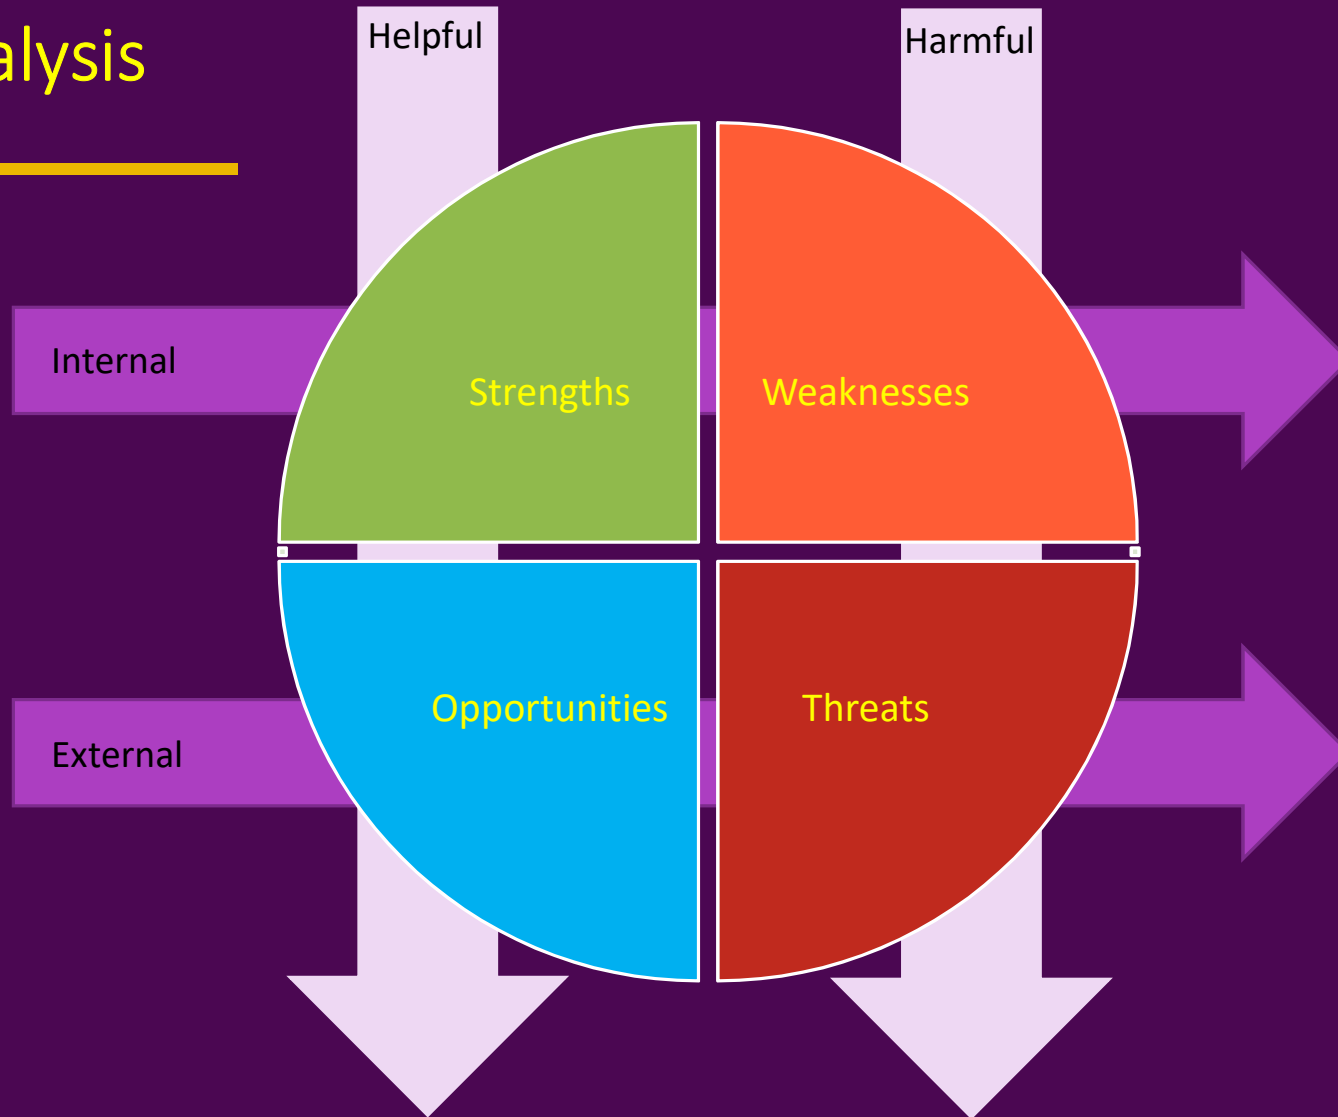 alysis
Helpful
Harmful
Internal
Strengths
Weaknesses
Opportunities
Threats
External